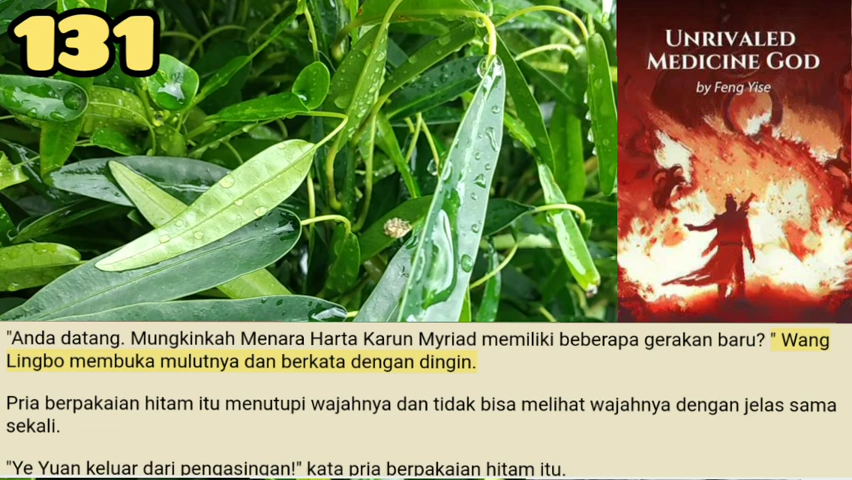 131
UNRIVALED
MEDICINE GOD
by Feng Yise
"Anda datang. Mungkinkah Menara Harta Karun Myriad memiliki beberapa gerakan baru? " Wang
Lingbo membuka mulutnya dan berkata dengan dingin.
Pria berpakaian hitam itu menutupi wajahnya dan tidak bisa melihat wajahnya dengan jelas sama
sekali.
"Ye Yuan keluar dari pengasingan!" kata pria berpakaian hitam itu.